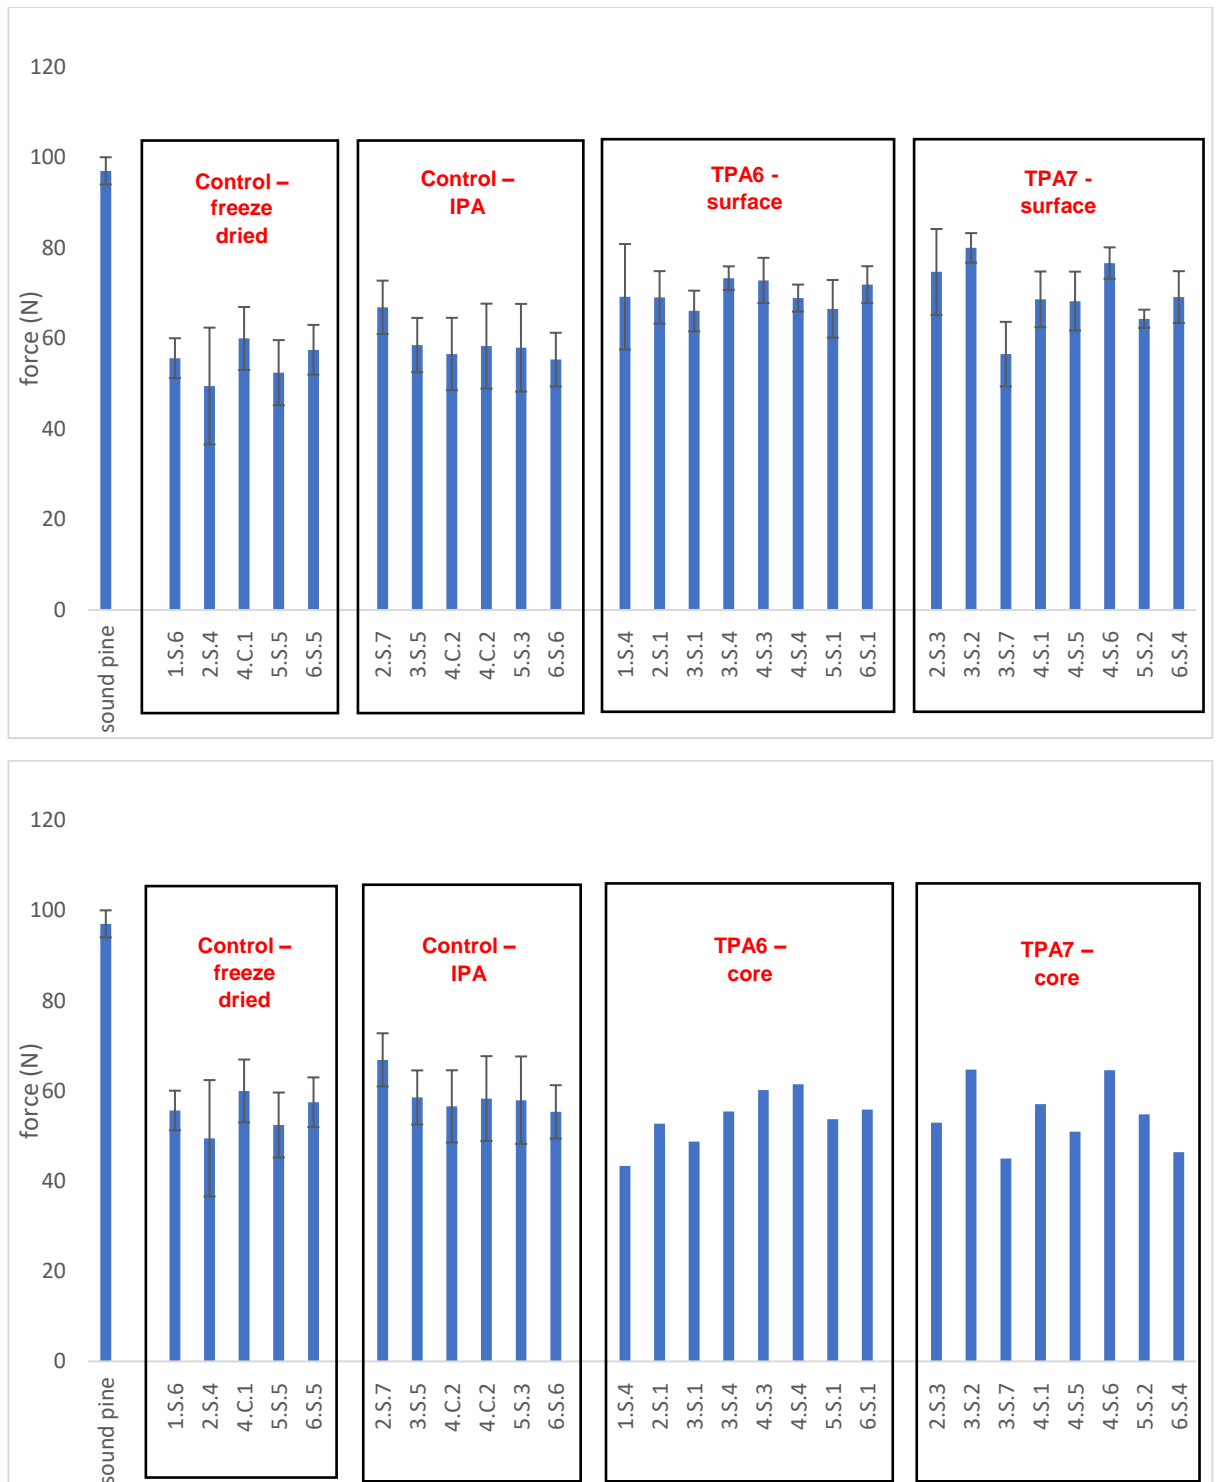 120
100
80
60
40
20
0
force (N)
Control –
freeze
dried
Control –
IPA
TPA6 -
surface
TPA7 -
surface
sound pine
1.S.6
2.S.4
4.C.1
5.S.5
6.S.5
2.S.7
3.S.5
4.C.2
4.C.2
5.S.3
6.S.6
1.S.4
2.S.1
3.S.1
3.S.4
4.S.3
4.S.4
5.S.1
6.S.1
2.S.3
3.S.2
3.S.7
4.S.1
4.S.5
4.S.6
5.S.2
6.S.4
120
100
80
60
40
20
0
force (N)
Control –
freeze
dried
Control –
IPA
TPA6 –
core
TPA7 –
core
sound pine
1.S.6
2.S.4
4.C.1
5.S.5
6.S.5
2.S.7
3.S.5
4.C.2
4.C.2
5.S.3
6.S.6
1.S.4
2.S.1
3.S.1
3.S.4
4.S.3
4.S.4
5.S.1
6.S.1
2.S.3
3.S.2
3.S.7
4.S.1
4.S.5
4.S.6
5.S.2
6.S.4